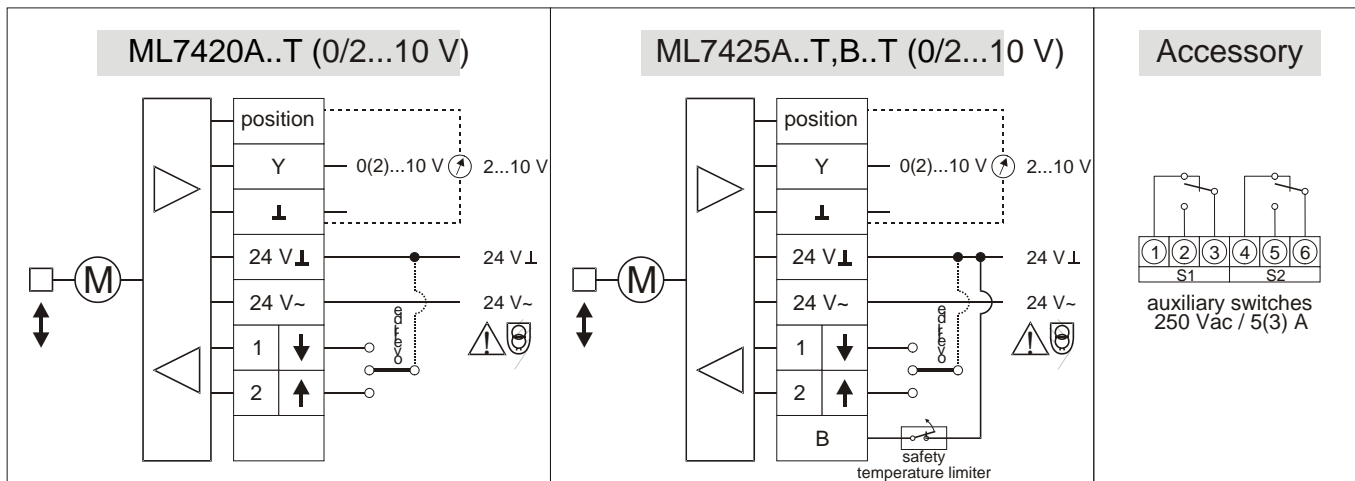 ML7420A..T (0/2...10 V)
position
Y
0(2)...10 V
2...10 V
⊥
24 V⊥
24 V⊥
24 V~
24 V~
1
2
override
M
ML7425A..T,B..T (0/2...10 V)
position
Y
0(2)...10 V
2...10 V
⊥
24 V⊥
24 V⊥
24 V~
24 V~
1
2
B
override
M
safety
temperature limiter
Accessory
1 2 3 4 5 6
S1 S2
auxiliary switches
250 Vac / 5(3) A